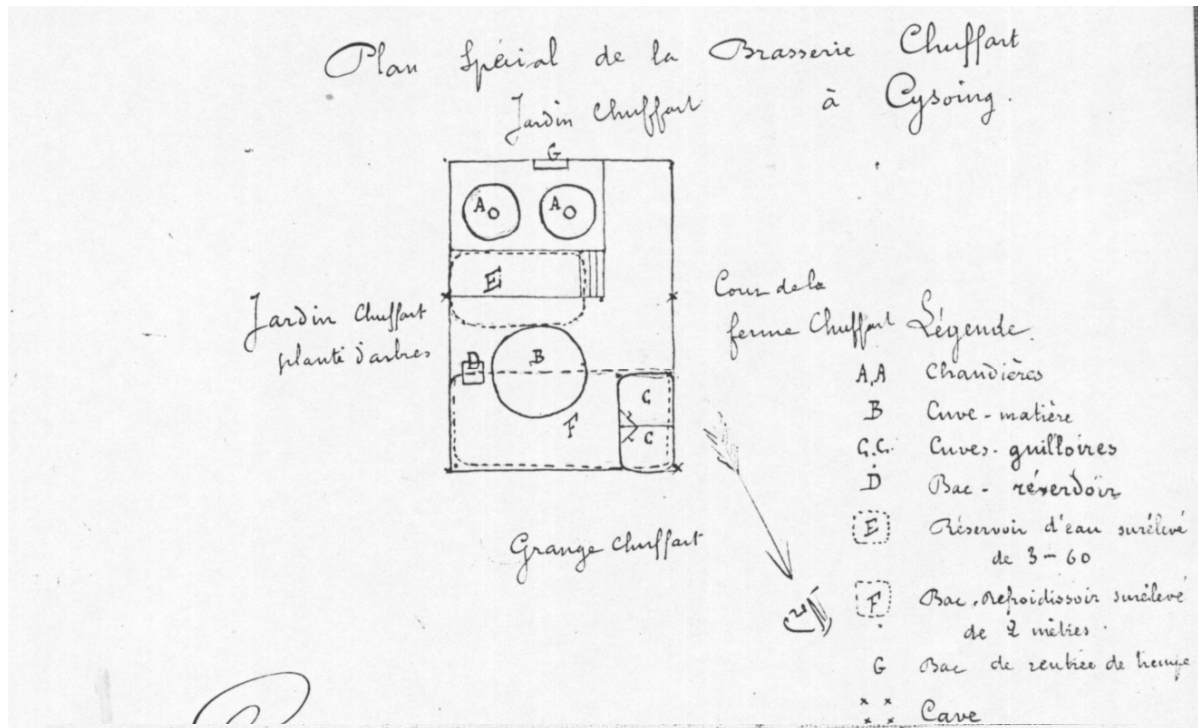 Plan Spécial de la Brasserie Chuffart
à Cysoing.
Jardin Chuffart
G
A A
E
Jardin Chuffart
planté d'arbres
Cour de la
ferme Chuffart
D B
C
F C
Grange Chuffart
Légende
A,A Chaudières
B Cuve-matière
C.C. Cuves-guilloires
D Bac-réverdoir
E Réservoir d'eau surélevé
de 3-60
F Bac-Refroidissoir surélevé
de 2 mètres.
G Bac de rentrée de
x x x x Cave